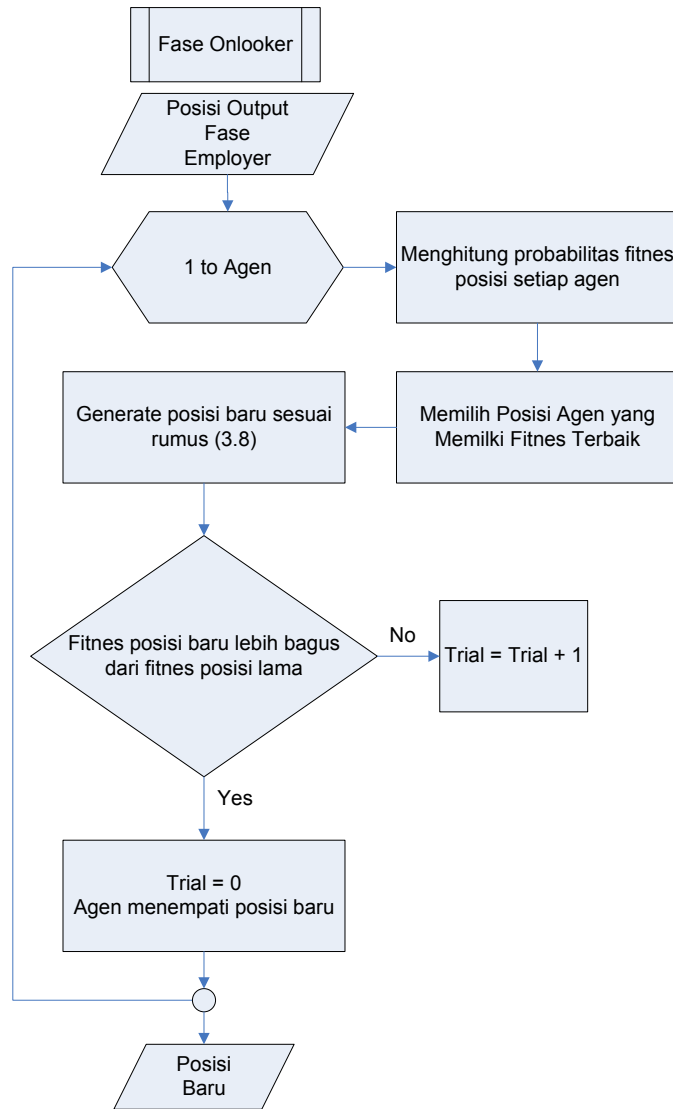 Fase Onlooker
Posisi Output
Fase
Employer
1 to Agen
Menghitung probabilitas fitnes
posisi setiap agen
Generate posisi baru sesuai
rumus (3.8)
Memilih Posisi Agen yang
Memilki Fitnes Terbaik
Fitnes posisi baru lebih bagus
dari fitnes posisi lama
No
Trial = Trial + 1
Yes
Trial = 0
Agen menempati posisi baru
Posisi
Baru